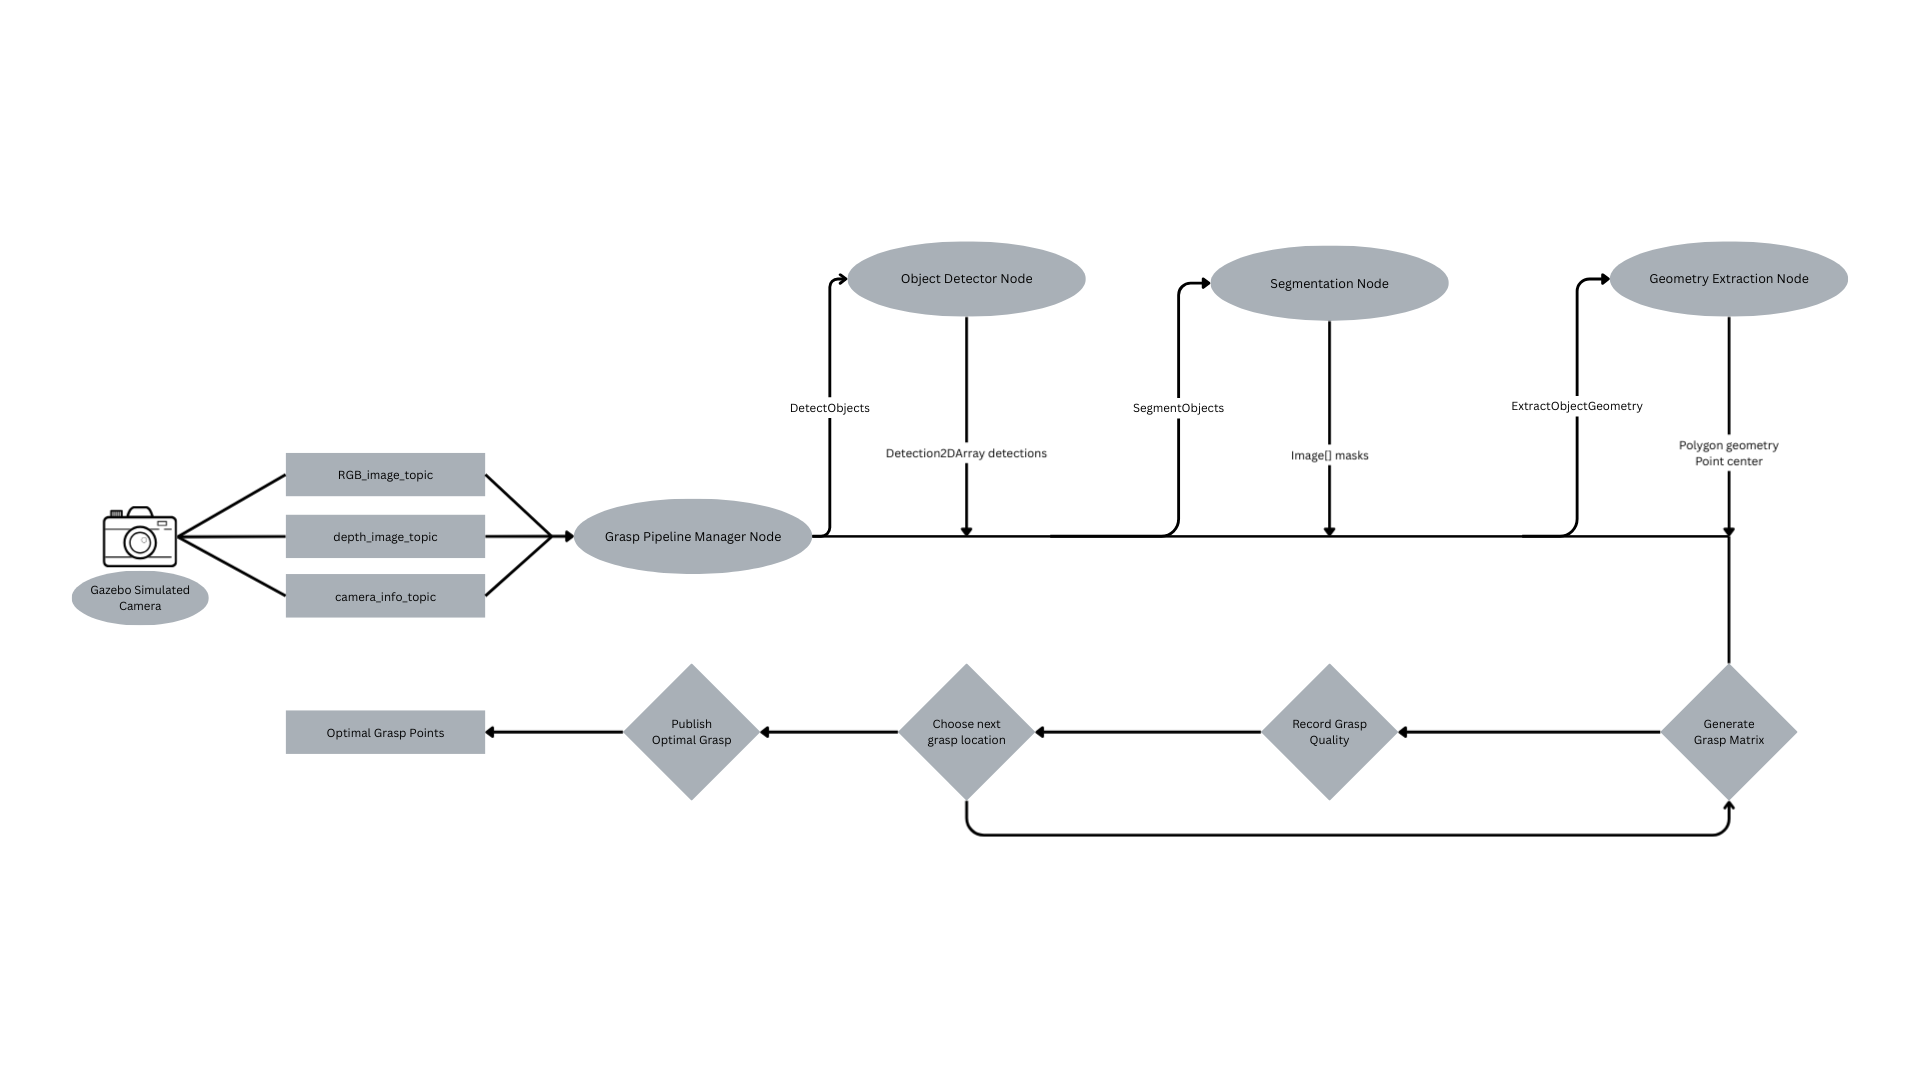 Object Detector Node
Segmentation Node
Geometry Extraction Node
DetectObjects
SegmentObjects
ExtractObjectGeometry
Detection2DArray detections
Image[] masks
Polygon geometry
Point center
RGB_image_topic
depth_image_topic
camera_info_topic
Grasp Pipeline Manager Node
Gazebo Simulated
Camera
Optimal Grasp Points
Publish
Optimal Grasp
Choose next
grasp location
Record Grasp
Quality
Generate
Grasp Matrix